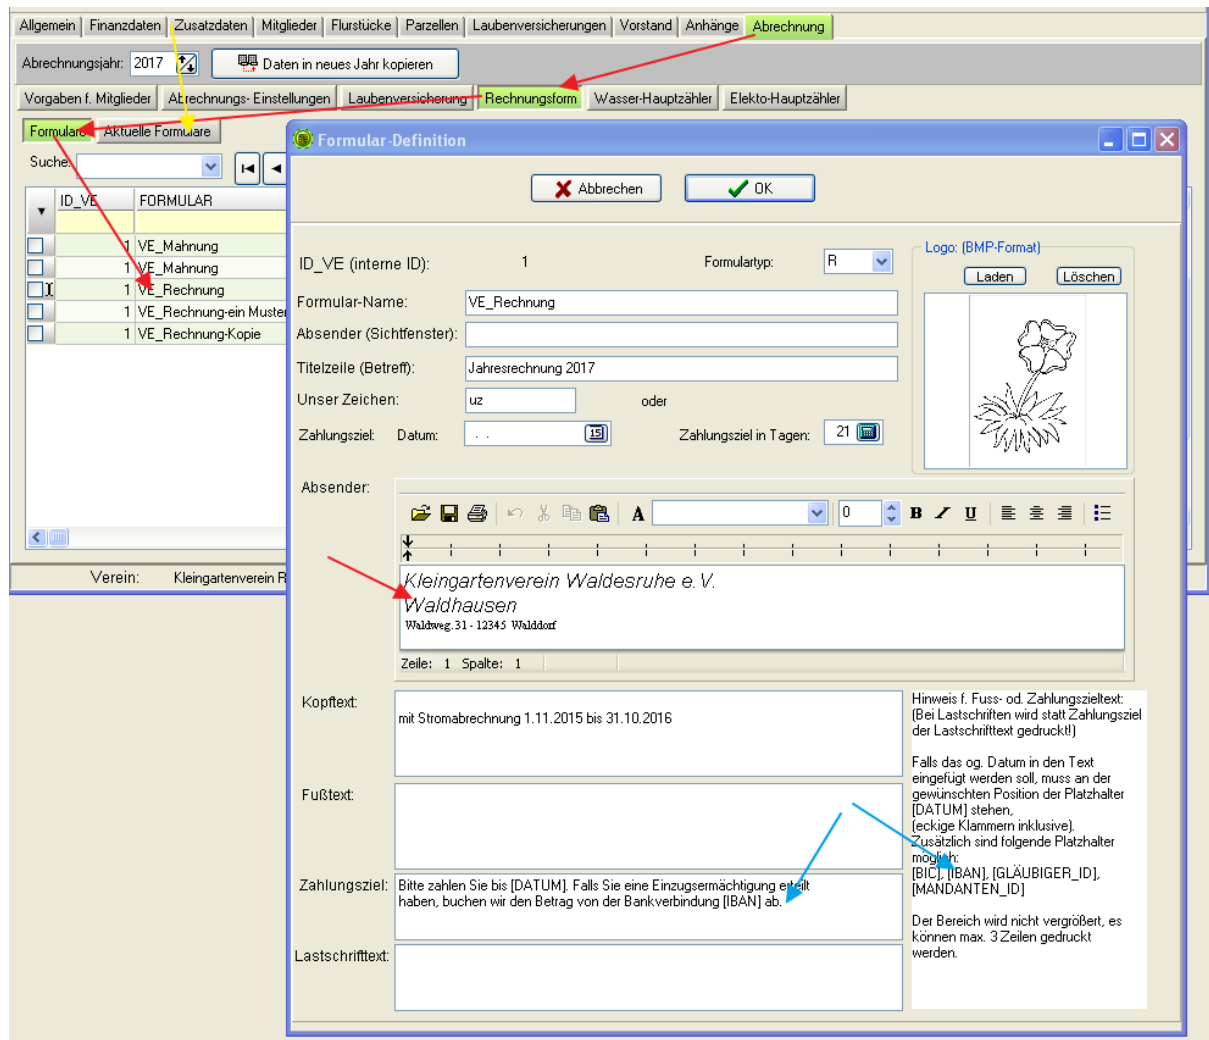 Allgemein Finanzdaten Zusatzdaten Mitglieder Flurstücke Parzellen Laubenversicherungen Vorstand Anhänge Abrechnung
Abrechnungsjahr: 2017 Daten in neues Jahr kopieren
Vorgaben f. Mitglieder Abrechnungs- Einstellungen Laubenversicherung Rechnungsform Wasser-Hauptzähler Elekto-Hauptzähler
Formulare Aktuelle Formulare
Suche:
ID_VE FORMULAR
1 VE_Mahnung
1 VE_Mahnung
1 VE_Rechnung
1 VE_Rechnung-ein Muster
1 VE_Rechnung-Kopie
Verein: Kleingartenverein R
Formular-Definition
Abbrechen OK
ID_VE (interne ID): 1 Formulartyp: R
Formular-Name: VE_Rechnung
Absender (Sichtfenster):
Titelzeile (Betreff): Jahresrechnung 2017
Unser Zeichen: uz oder
Zahlungsziel: Datum: . . 15 Zahlungsziel in Tagen: 21
Logo: (BMP-Format)
Laden Löschen
Absender:
A 0 B I U
Kleingartenverein Waldesruhe e.V.
Waldhausen
Waldweg.31 - 12345 Walddorf
Zeile: 1 Spalte: 1
Kopftext:
mit Stromabrechnung 1.11.2015 bis 31.10.2016
Fußtext:
Zahlungsziel: Bitte zahlen Sie bis [DATUM]. Falls Sie eine Einzugsermächtigung erteilt
haben, buchen wir den Betrag von der Bankverbindung [IBAN] ab.
Lastschrifttext:
Hinweis f. Fuss- od. Zahlungszieltext:
(Bei Lastschriften wird statt Zahlungsziel
der Lastschrifttext gedruckt!)
Falls das og. Datum in den Text
eingefügt werden soll, muss an der
gewünschten Position der Platzhalter
[DATUM] stehen,
(eckige Klammern inklusive).
Zusätzlich sind folgende Platzhalter
möglich:
[BIC], [IBAN], [GLÄUBIGER_ID],
[MANDANTEN_ID]
Der Bereich wird nicht vergrößert, es
können max. 3 Zeilen gedruckt
werden.